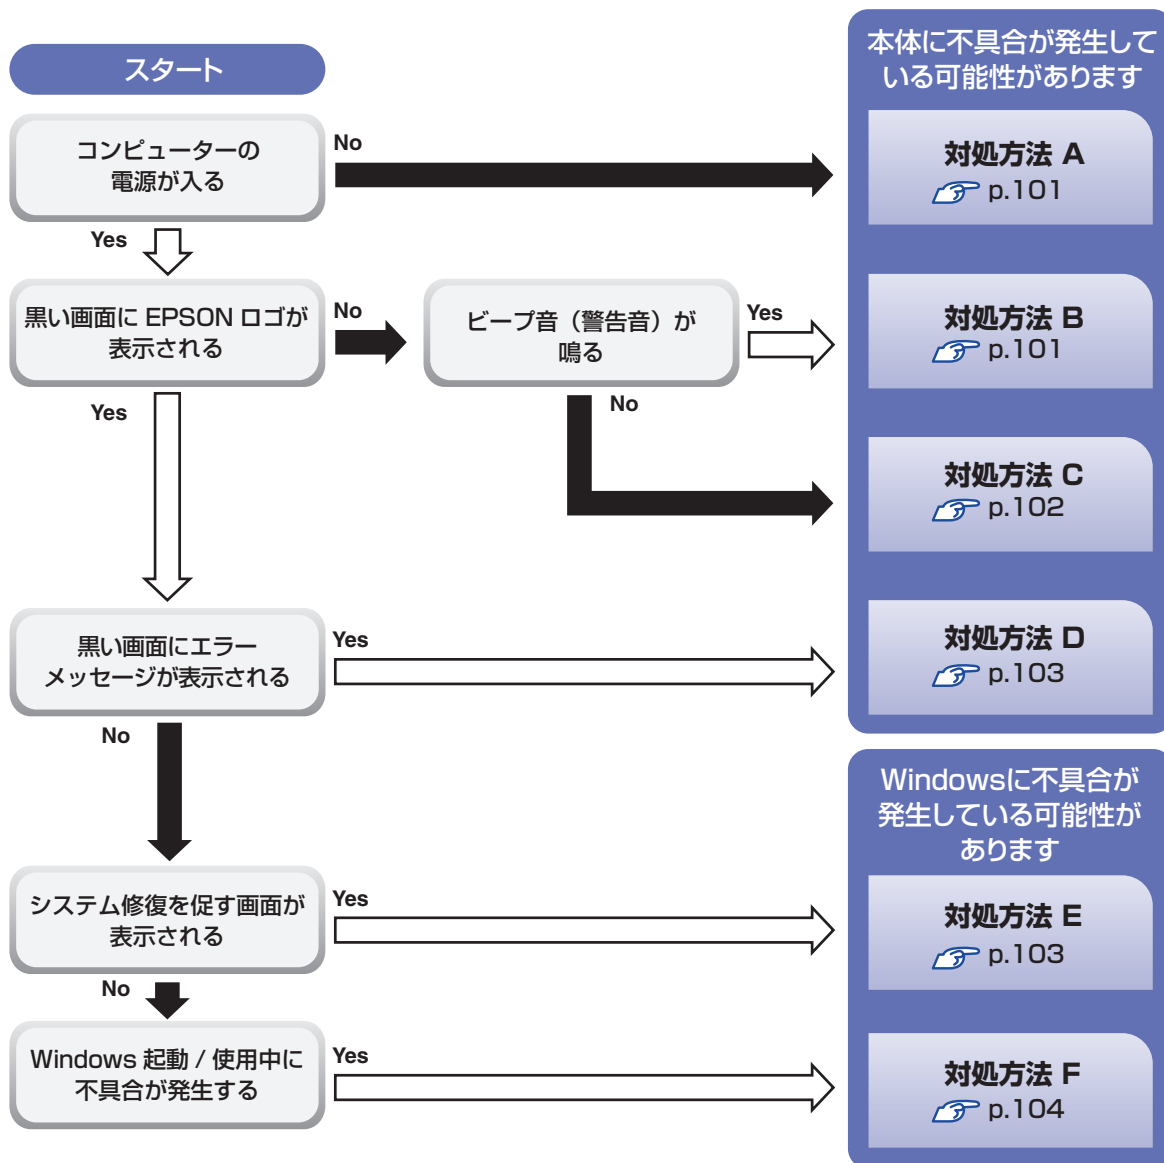 スタート
コンピューターの
電源が入る
No
Yes
黒い画面に EPSON ロゴが
表示される
No
ビープ音（警告音）が
鳴る
Yes
No
Yes
黒い画面にエラー
メッセージが表示される
Yes
No
システム修復を促す画面が
表示される
Yes
No
Windows 起動 / 使用中に
不具合が発生する
Yes
本体に不具合が発生して
いる可能性があります
対処方法 A
p.101
対処方法 B
p.101
対処方法 C
p.102
対処方法 D
p.103
Windowsに不具合が
発生している可能性が
あります
対処方法 E
p.103
対処方法 F
p.104